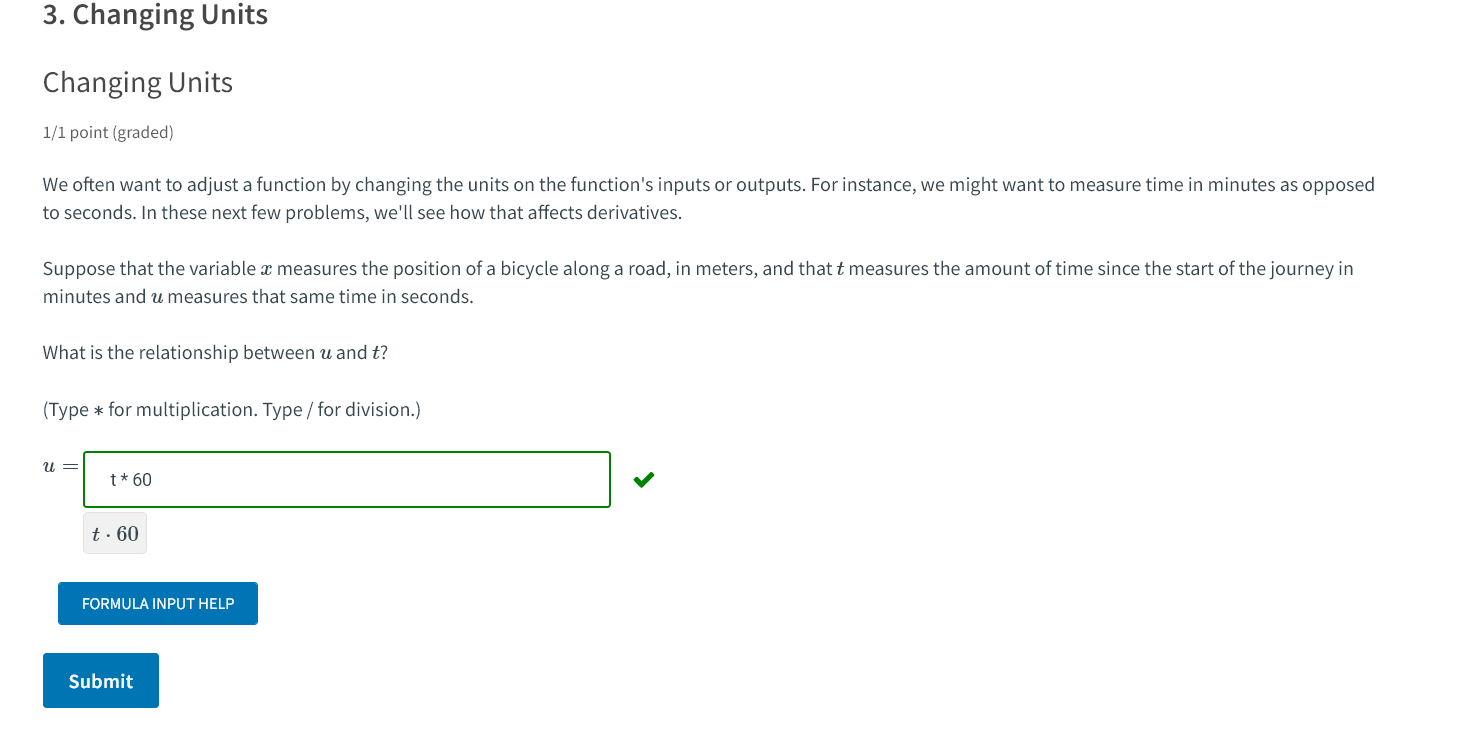 3. Changing Units
Changing Units
1/1 point (graded)
We often want to adjust a function by changing the units on the function's inputs or outputs. For instance, we might want to measure time in minutes as opposed
to seconds. In these next few problems, we'll see how that affects derivatives.
Suppose that the variable x measures the position of a bicycle along a road, in meters, and that t measures the amount of time since the start of the journey in
minutes and u measures that same time in seconds.
What is the relationship between u and t?
(Type * for multiplication. Type / for division.)
u = t * 60
t · 60
FORMULA INPUT HELP
Submit